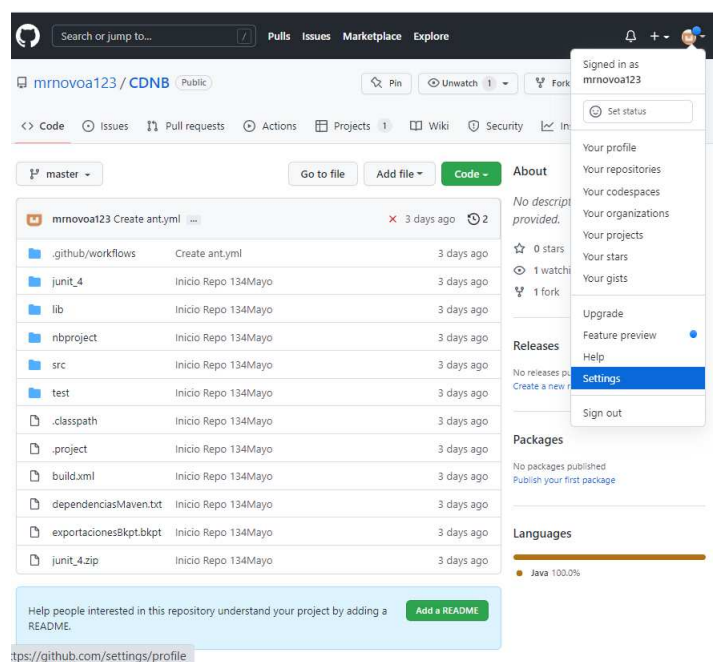 Search or jump to...
/
Pulls Issues Marketplace Explore
Signed in as
mrnovoa123
Set status
Your profile
Your repositories
Your codespaces
Your organizations
Your projects
Your stars
Your gists
Upgrade
Feature preview
Help
Settings
Sign out
mrnovoa123 / CDNB Public
Pin Unwatch 1 Fork
Code Issues Pull requests Actions Projects 1 Wiki Security In
master Go to file Add file Code
mrnovoa123 Create ant.yml ... 3 days ago 2
.github/workflows Create ant.yml 3 days ago
junit_4 Inicio Repo 134Mayo 3 days ago
lib Inicio Repo 134Mayo 3 days ago
nbproject Inicio Repo 134Mayo 3 days ago
src Inicio Repo 134Mayo 3 days ago
test Inicio Repo 134Mayo 3 days ago
.classpath Inicio Repo 134Mayo 3 days ago
.project Inicio Repo 134Mayo 3 days ago
build.xml Inicio Repo 134Mayo 3 days ago
dependenciasMaven.txt Inicio Repo 134Mayo 3 days ago
exportacionesBkpt.bkpt Inicio Repo 134Mayo 3 days ago
junit_4.zip Inicio Repo 134Mayo 3 days ago
Help people interested in this repository understand your project by adding a
README.
Add a README
About
No descript
provided.
0 stars
1 watchi
1 fork
Releases
No releases pu
Create a new r
Packages
No packages published
Publish your first package
Languages
Java 100.0%
ttps://github.com/settings/profile